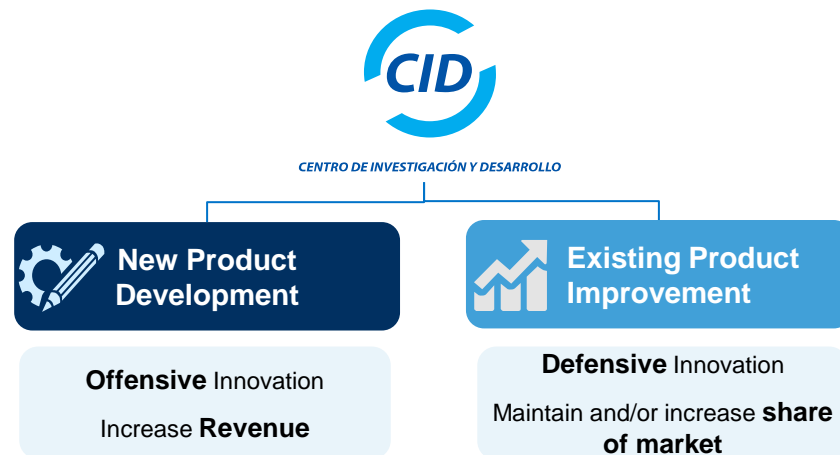 CID
CENTRO DE INVESTIGACIÓN Y DESARROLLO
New Product
Development
Offensive Innovation
Increase Revenue
Existing Product
Improvement
Defensive Innovation
Maintain and/or increase share
of market